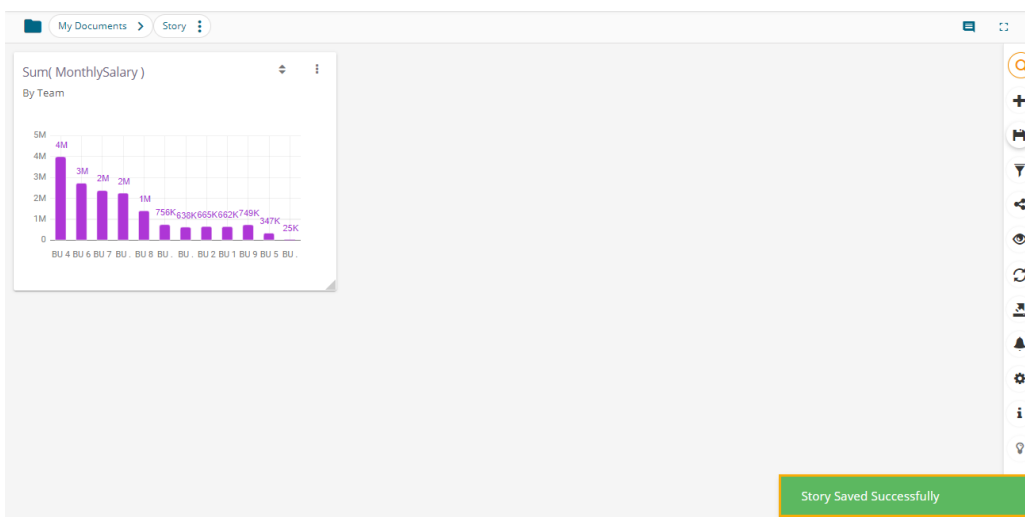 My Documents Story
Sum( MonthlySalary )
By Team
5M
4M
3M
2M
1M
0
4M 3M 2M 2M 1M 756K 638K 665K 662K 749K 347K 25K
BU 4 BU 6 BU 7 BU . BU 8 BU . BU . BU 2 BU 1 BU 9 BU 5 BU .
Story Saved Successfully